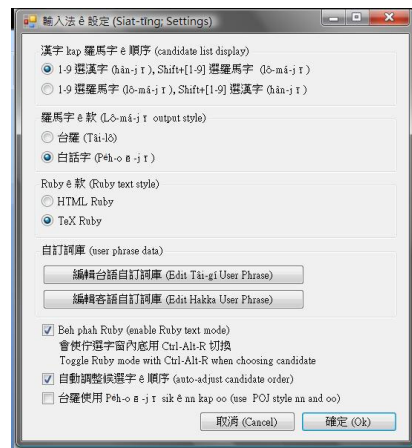 輸入法 ê 設定 (Siat-tīng; Settings)
漢字 kap 羅馬字 ê 順序 (candidate list display)
1-9 選漢字 (hàn-jī), Shift+[1-9] 選羅馬字 (lô-má-jī)
1-9 選羅馬字 (lô-má-jī), Shift+[1-9] 選漢字 (hàn-jī)
羅馬字 ê 款 (Lô-má-jī output style)
台羅 (Tâi-lô)
白話字 (Pe̍h-ōe-jī)
Ruby ê 款 (Ruby text style)
HTML Ruby
TeX Ruby
自訂詞庫 (user phrase data)
編輯台語自訂詞庫 (Edit Tâi-gí User Phrase)
編輯客語自訂詞庫 (Edit Hakka User Phrase)
Beh phah Ruby (enable Ruby text mode)
會使佇選字窗內底用 Ctrl-Alt-R 切換
Toggle Ruby mode with Ctrl-Alt-R when choosing candidate
自動調整候選字 ê 順序 (auto-adjust candidate order)
台羅使用 Pe̍h-ōe-jī sik ê nn kap oo (use POJ style nn and oo)
取消 (Cancel)
確定 (Ok)